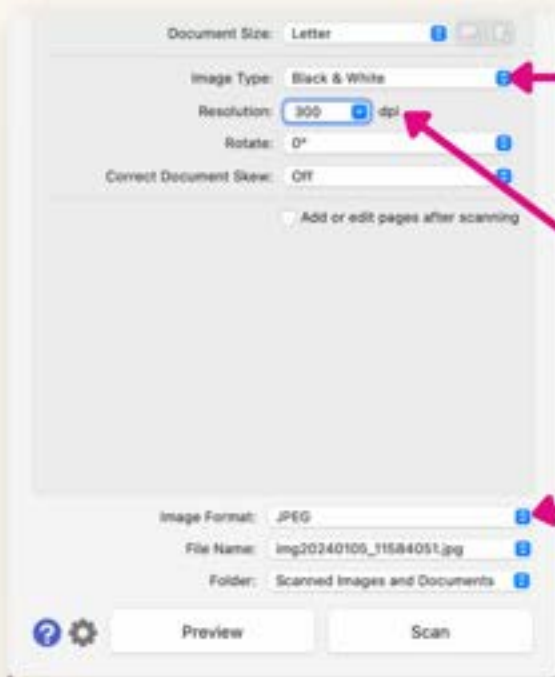 Document Size: Letter
Image Type: Black & White
Resolution: 300 dpi
Rotate: 0°
Correct Document Skew: Off
Add or edit pages after scanning
Image Format: JPEG
File Name: img20240105_11584051.jpg
Folder: Scanned Images and Documents
? Preview Scan